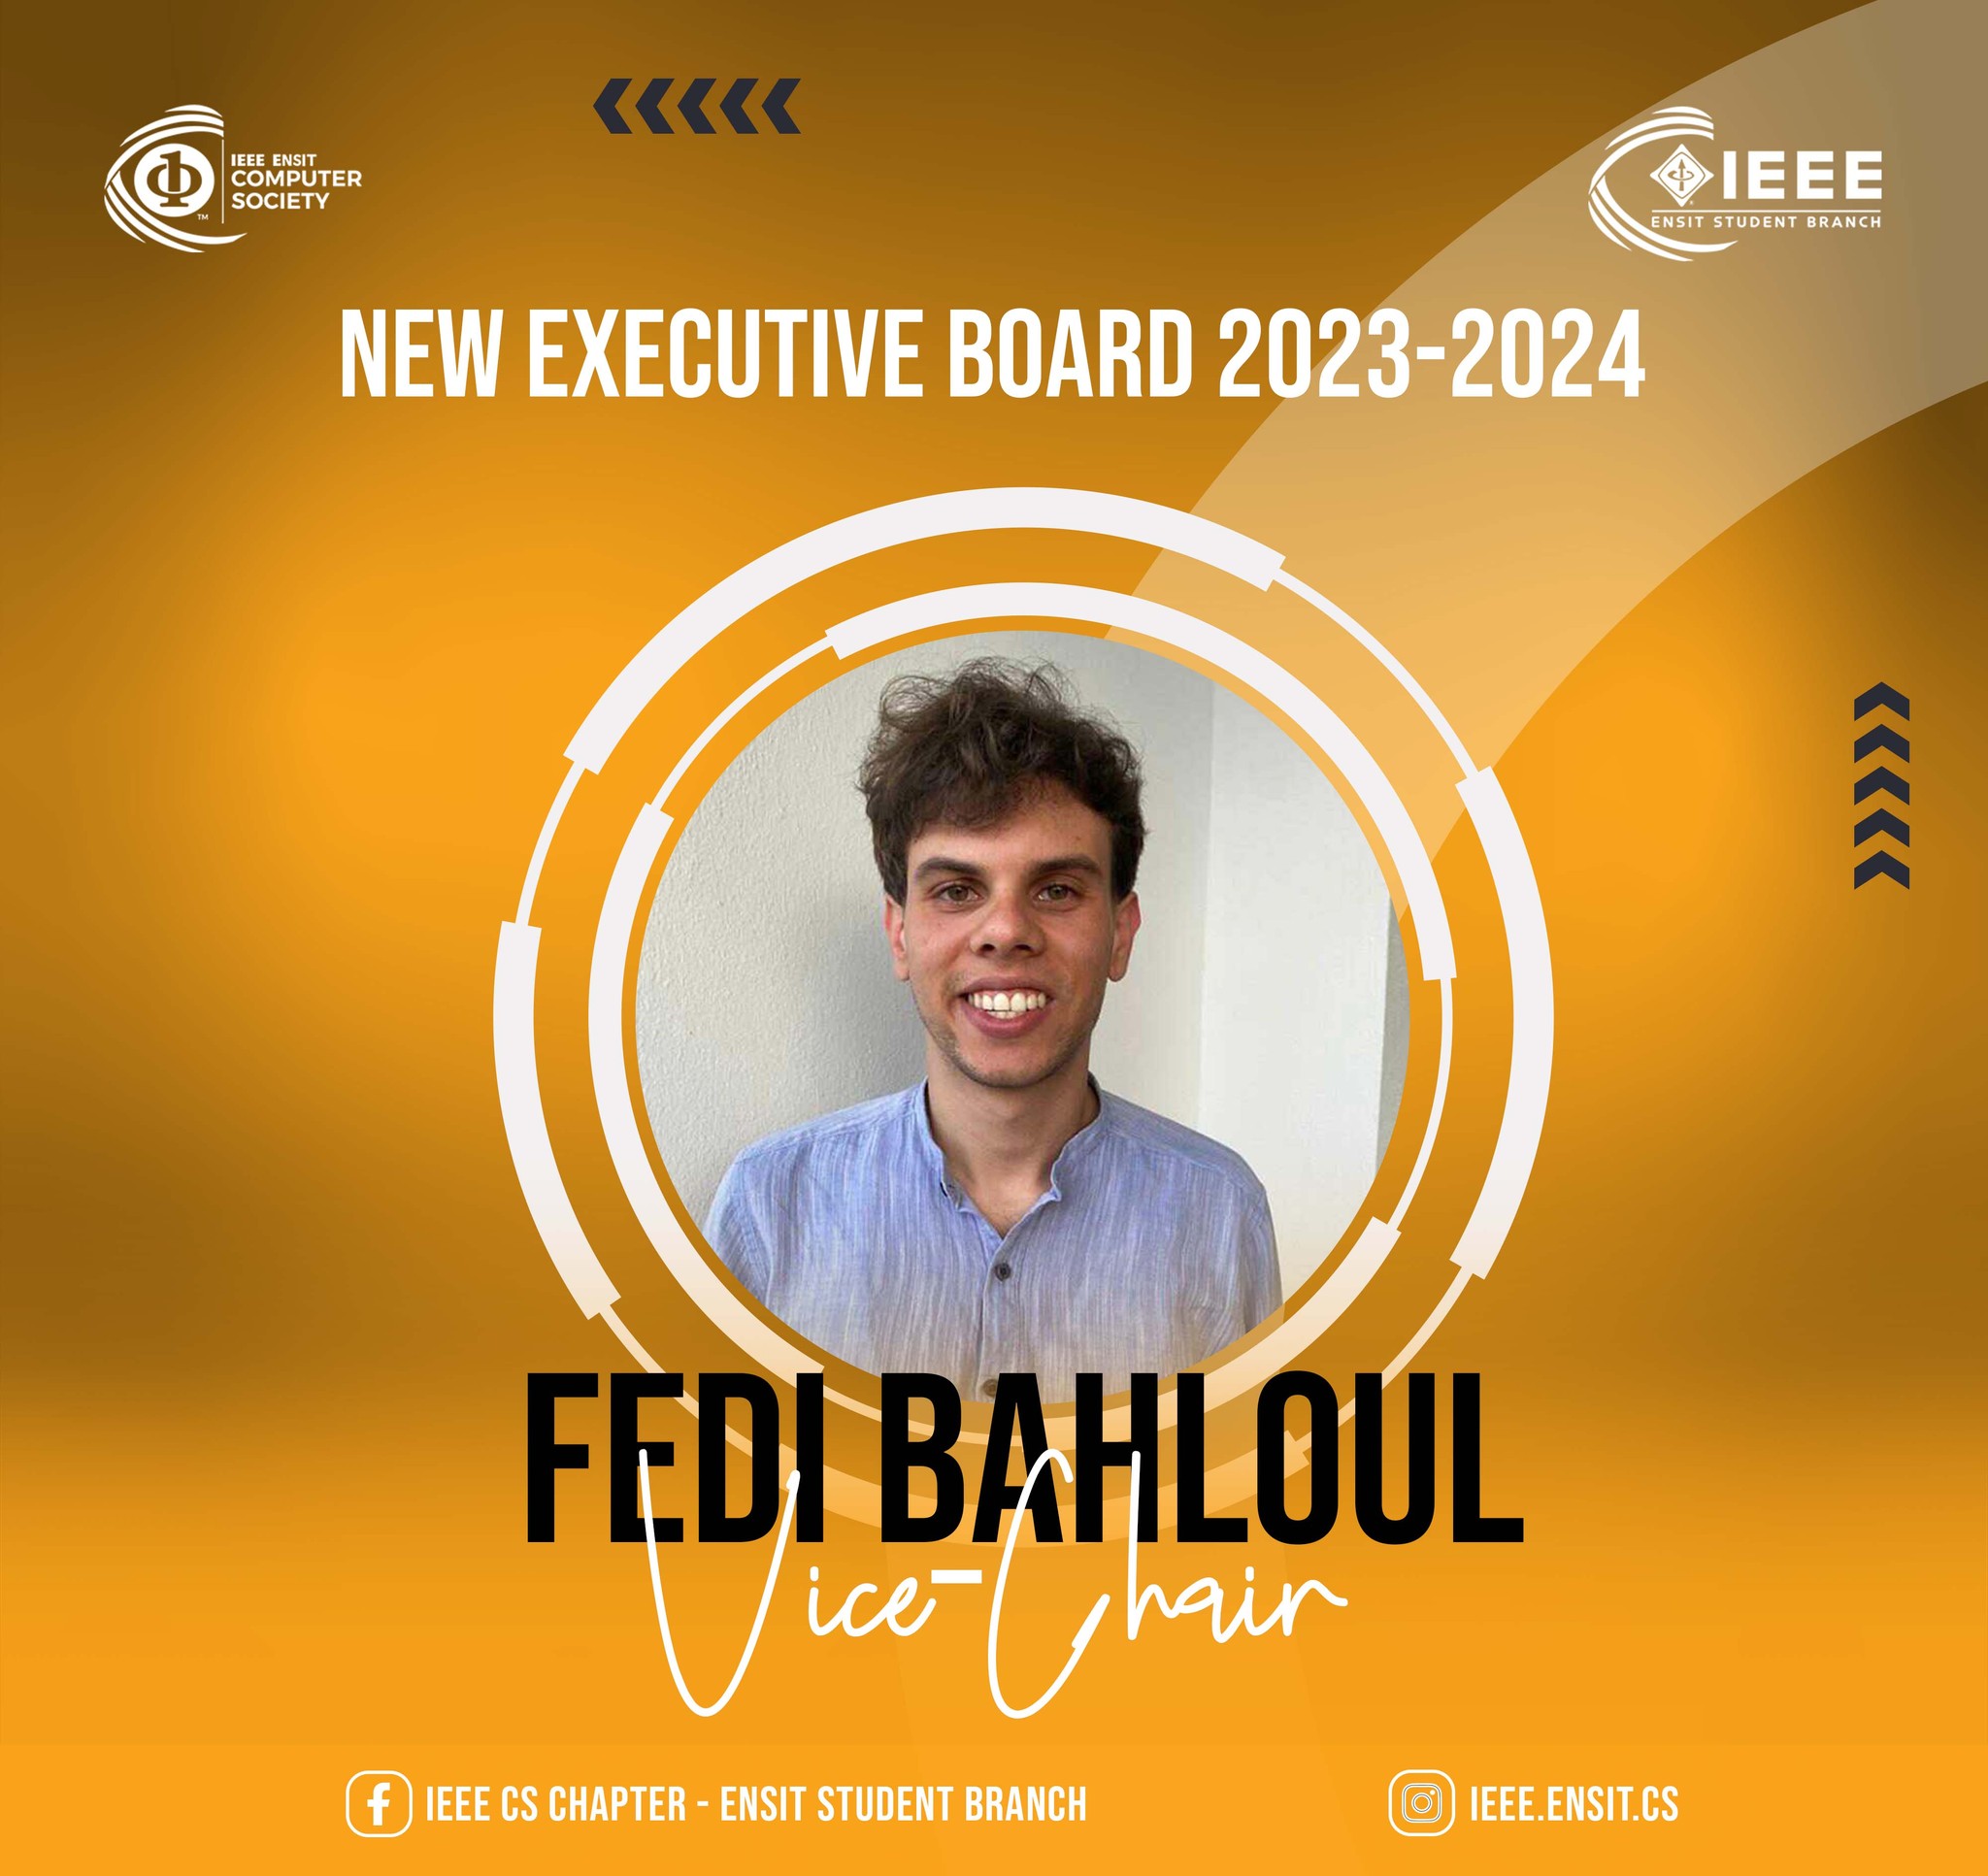 IEEE ENSIT
COMPUTER
SOCIETY
TM
IEEE
ENSIT STUDENT BRANCH
NEW EXECUTIVE BOARD 2023-2024
FEDI BAHLOUL
Vice-Chair
IEEE CS CHAPTER - ENSIT STUDENT BRANCH
IEEE.ENSIT.CS